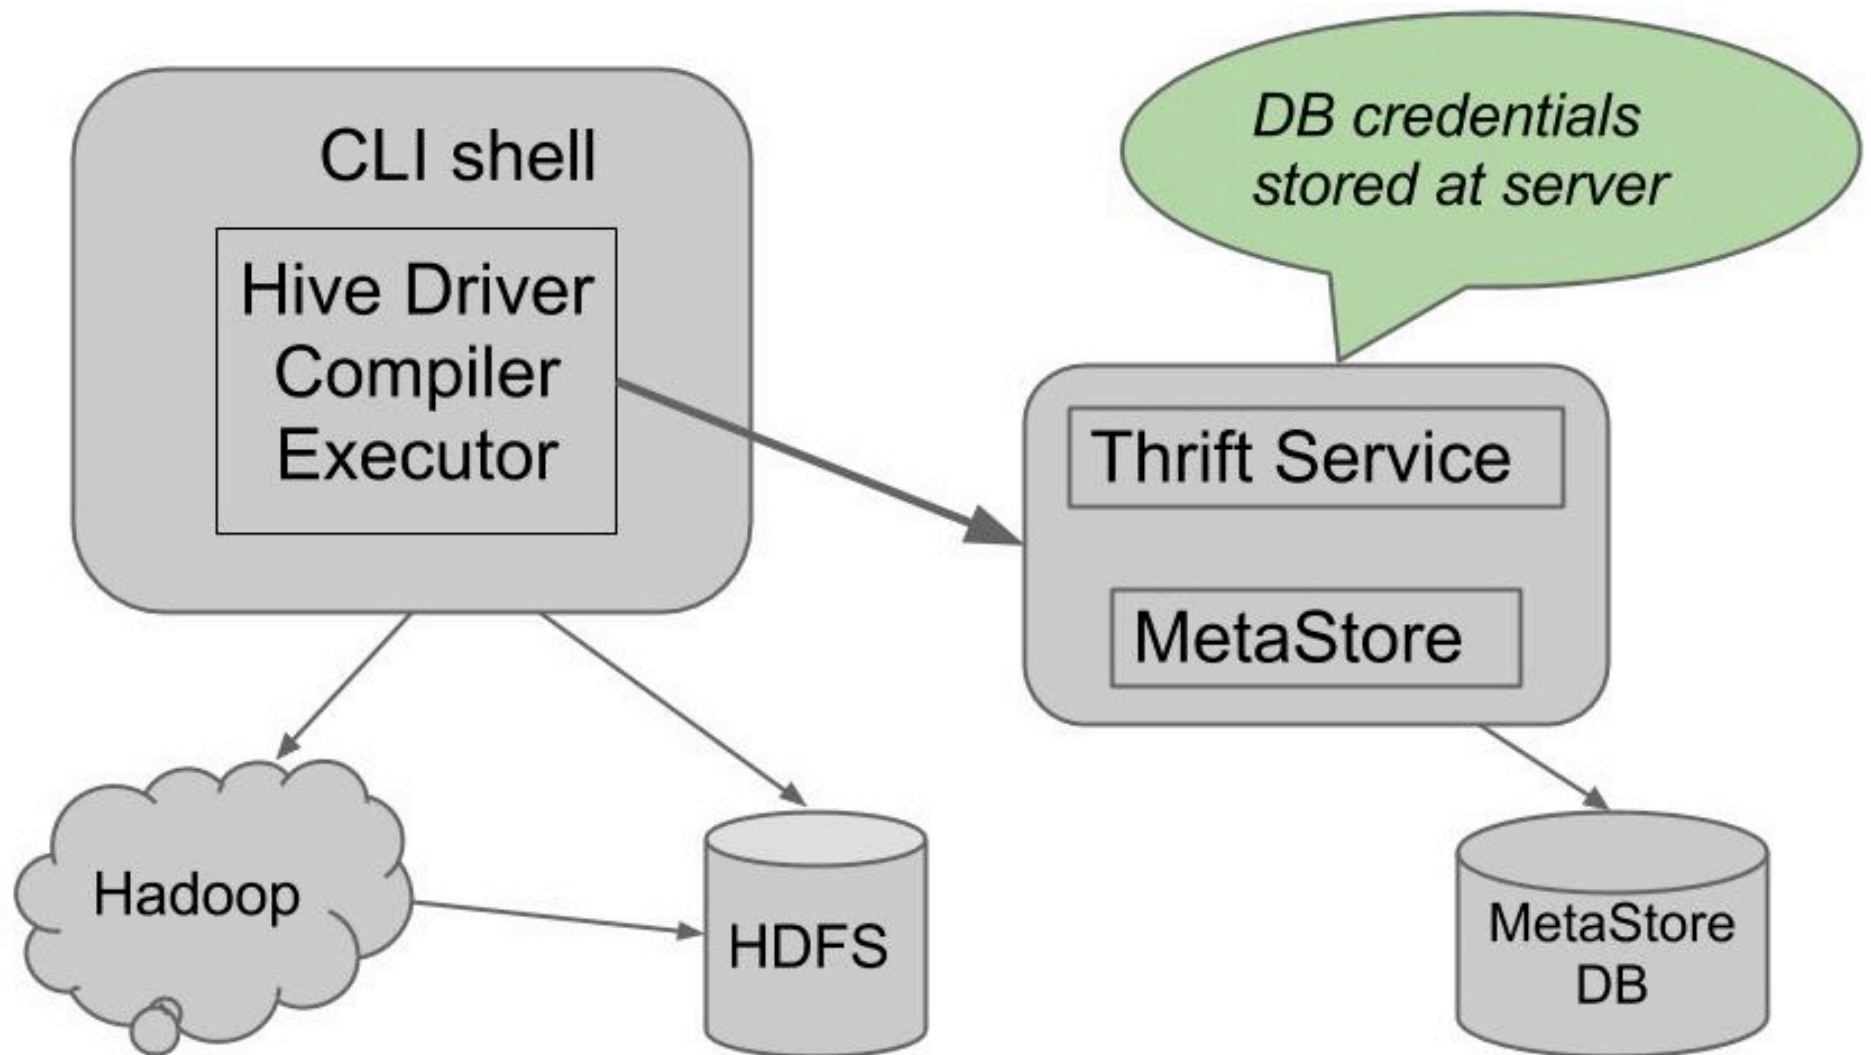 CLI shell
Hive Driver
Compiler
Executor
DB credentials
stored at server
Thrift Service
MetaStore
Hadoop
HDFS
MetaStore
DB